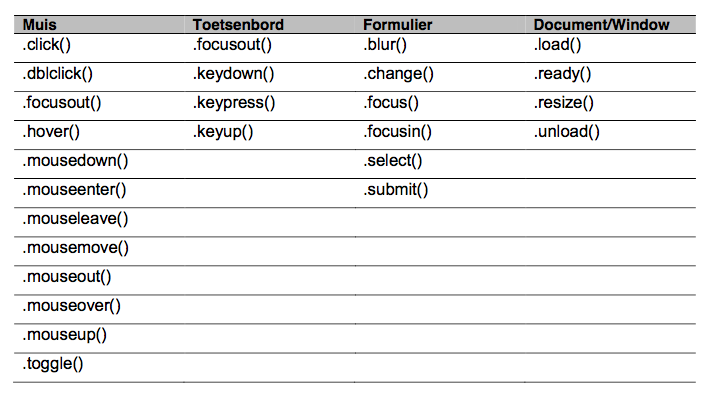 Muis Toetsenbord Formulier Document/Window
.click() .focusout() .blur() .load()
.dblclick() .keydown() .change() .ready()
.focusout() .keypress() .focus() .resize()
.hover() .keyup() .focusin() .unload()
.mousedown() .select()
.mouseenter() .submit()
.mouseleave()
.mousemove()
.mouseout()
.mouseover()
.mouseup()
.toggle()